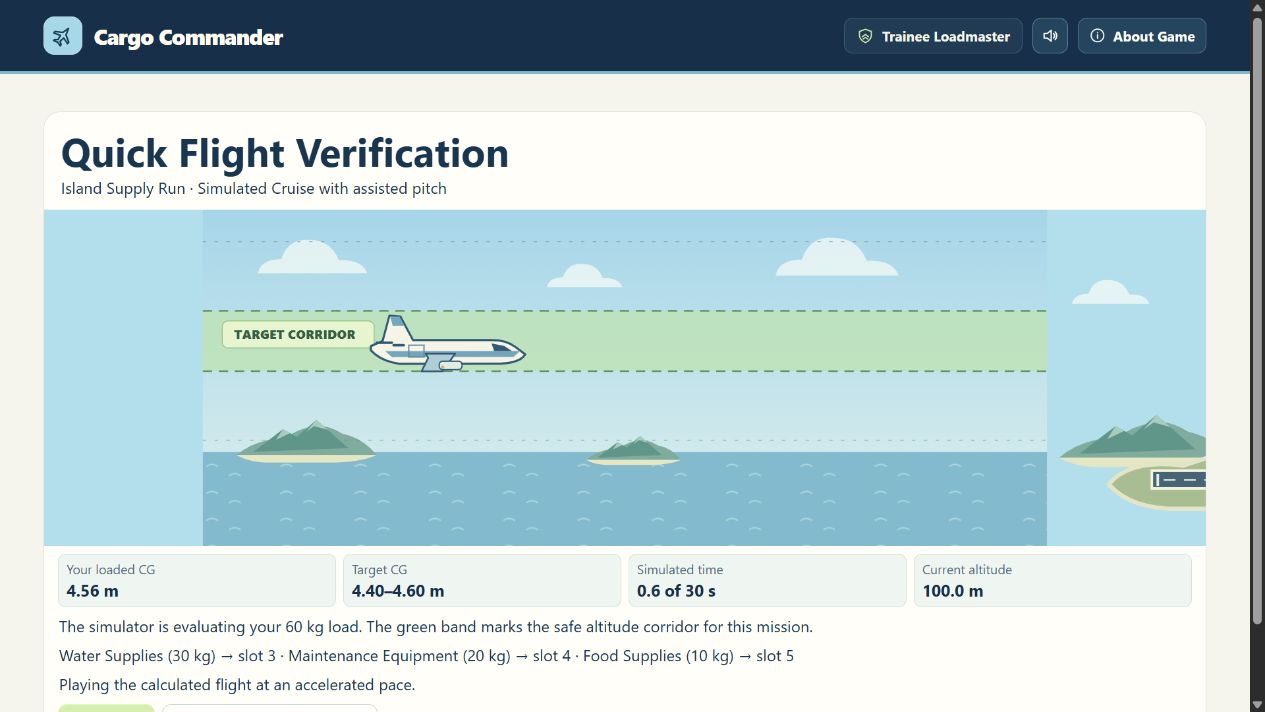 Cargo Commander
Trainee Loadmaster
About Game
Quick Flight Verification
Island Supply Run · Simulated Cruise with assisted pitch
TARGET CORRIDOR
Your loaded CG
4.56 m
Target CG
4.40–4.60 m
Simulated time
0.6 of 30 s
Current altitude
100.0 m
The simulator is evaluating your 60 kg load. The green band marks the safe altitude corridor for this mission.
Water Supplies (30 kg) → slot 3 · Maintenance Equipment (20 kg) → slot 4 · Food Supplies (10 kg) → slot 5
Playing the calculated flight at an accelerated pace.